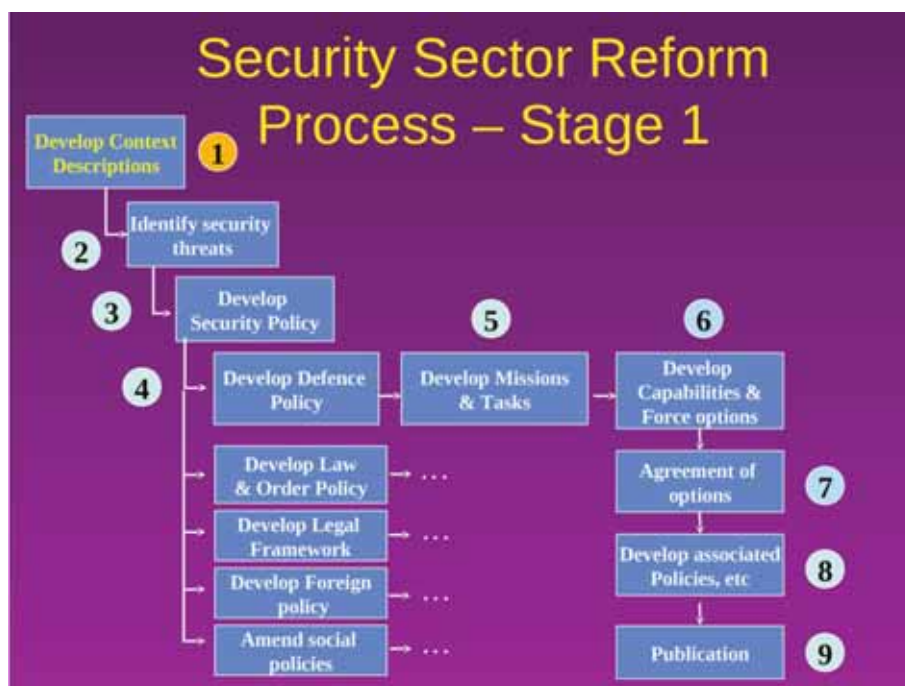 Security Sector Reform
Process – Stage 1
Develop Context
Descriptions
1
Identify security
threats
2
Develop
Security Policy
3
4
Develop Defence
Policy
5
Develop Missions
& Tasks
6
Develop
Capabilities &
Force options
Develop Law
& Order Policy
...
Agreement of
options
7
Develop Legal
Framework
...
Develop associated
Policies, etc
8
Develop Foreign
policy
...
Amend social
policies
...
Publication
9